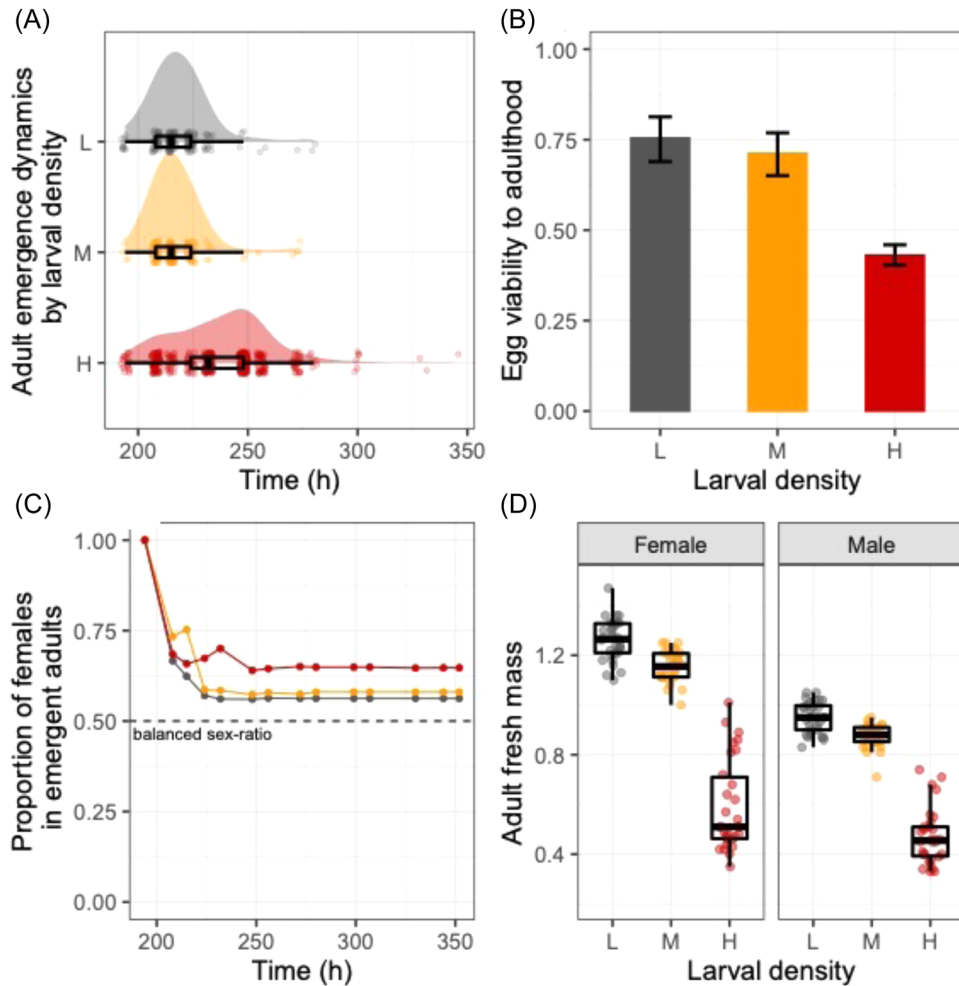 (A)
Adult emergence dynamics
by larval density
L
M
H
200
250
300
350
Time (h)
(B)
Egg viability to adulthood
1.00
0.75
0.50
0.25
0.00
L
M
H
Larval density
(C)
Proportion of females
in emergent adults
1.00
0.75
0.50
balanced sex-ratio
0.25
0.00
200
250
300
350
Time (h)
(D)
Female
Male
Adult fresh mass
1.2
0.8
0.4
L
M
H
L
M
H
Larval density